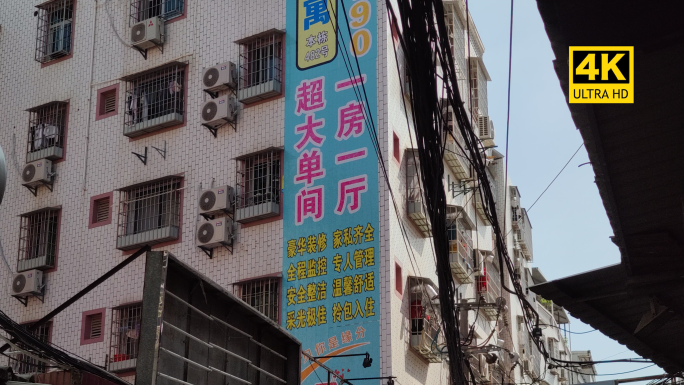 寓
本栋
90
一房一厅
超大单间
豪华装修 家私齐全
全程监控 专人管理
安全整洁 温馨舒适
采光极佳 拎包入住
4K
ULTRA HD